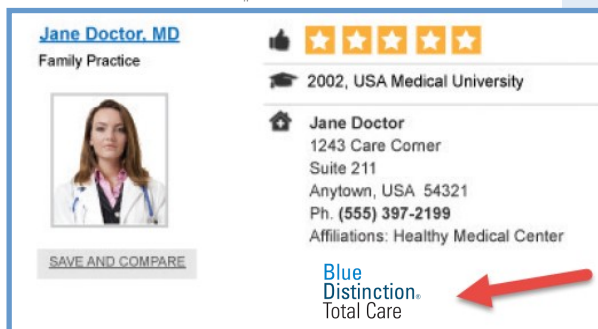 Jane Doctor, MD
Family Practice
2002, USA Medical University
Jane Doctor
1243 Care Corner
Suite 211
Anytown, USA 54321
Ph. (555) 397-2199
Affiliations: Healthy Medical Center
SAVE AND COMPARE
Blue
Distinction®
Total Care